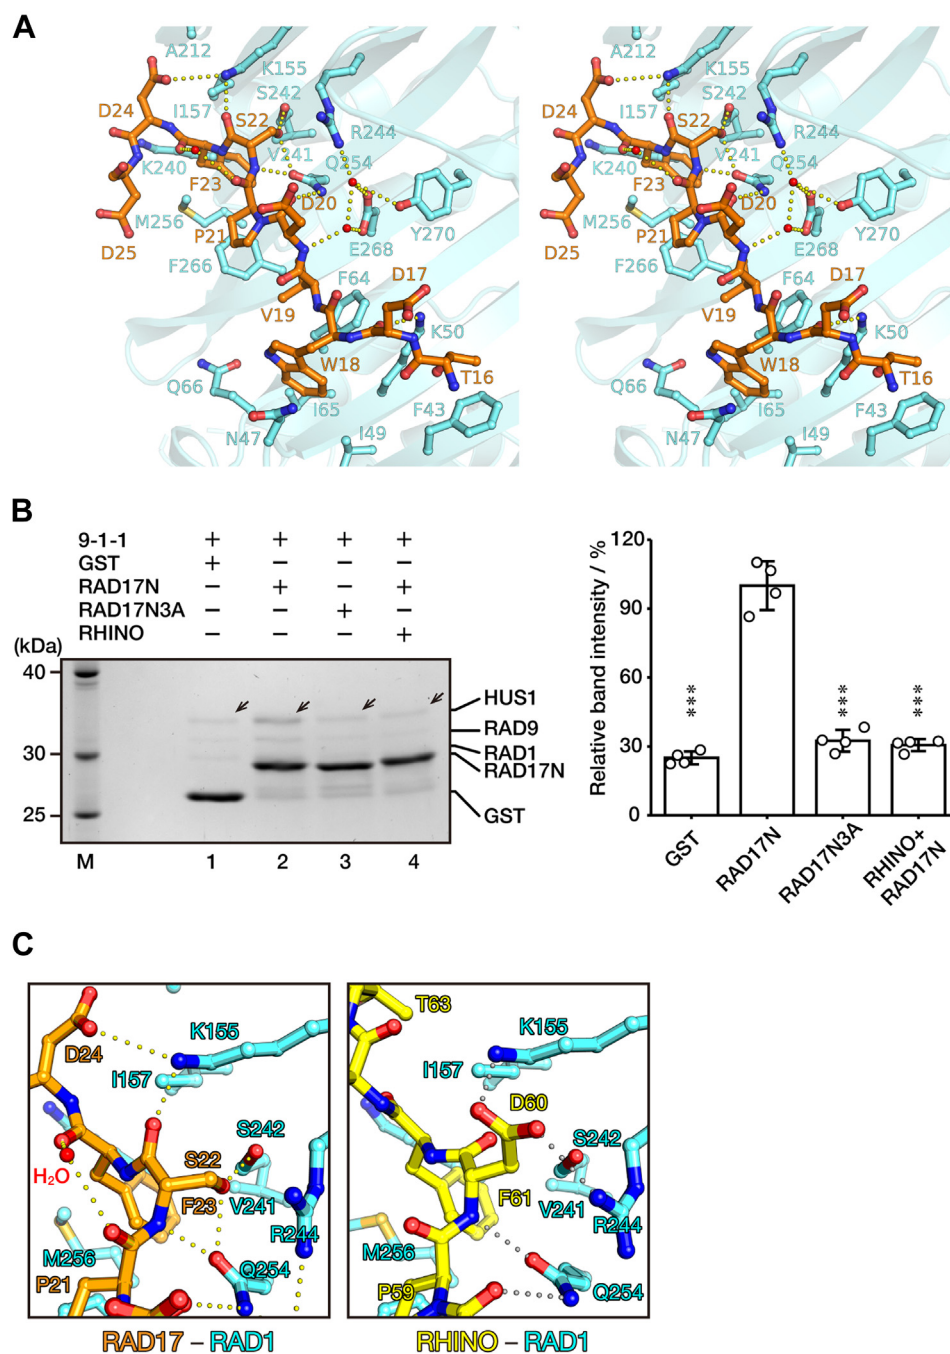 A
A212
K155
D24
I157
S242
S22
R244
V241
Q254
K240
F23
D20
M256
P21
E268
Y270
D25
F266
F64
D17
V19
K50
W18
T16
Q66
I65
F43
N47
I49
A212
K155
D24
I157
S242
S22
R244
V241
Q254
K240
F23
D20
M256
P21
E268
Y270
D25
F266
F64
D17
V19
K50
W18
T16
Q66
I65
F43
N47
I49
B
9-1-1 + + + +
GST + − − −
RAD17N − + − +
RAD17N3A − − + −
RHINO − − − +
(kDa)
40
30
25
HUS1
RAD9
RAD1
RAD17N
GST
M 1 2 3 4
Relative band intensity / %
120
90
60
30
0
***
***
***
GST
RAD17N
RAD17N3A
RHINO+
RAD17N
C
D24
K155
I157
S242
S22
H₂O
F23
V241
R244
M256
Q254
P21
RAD17 – RAD1
T63
K155
I157
D60
S242
F61
V241
R244
M256
P59
Q254
RHINO – RAD1